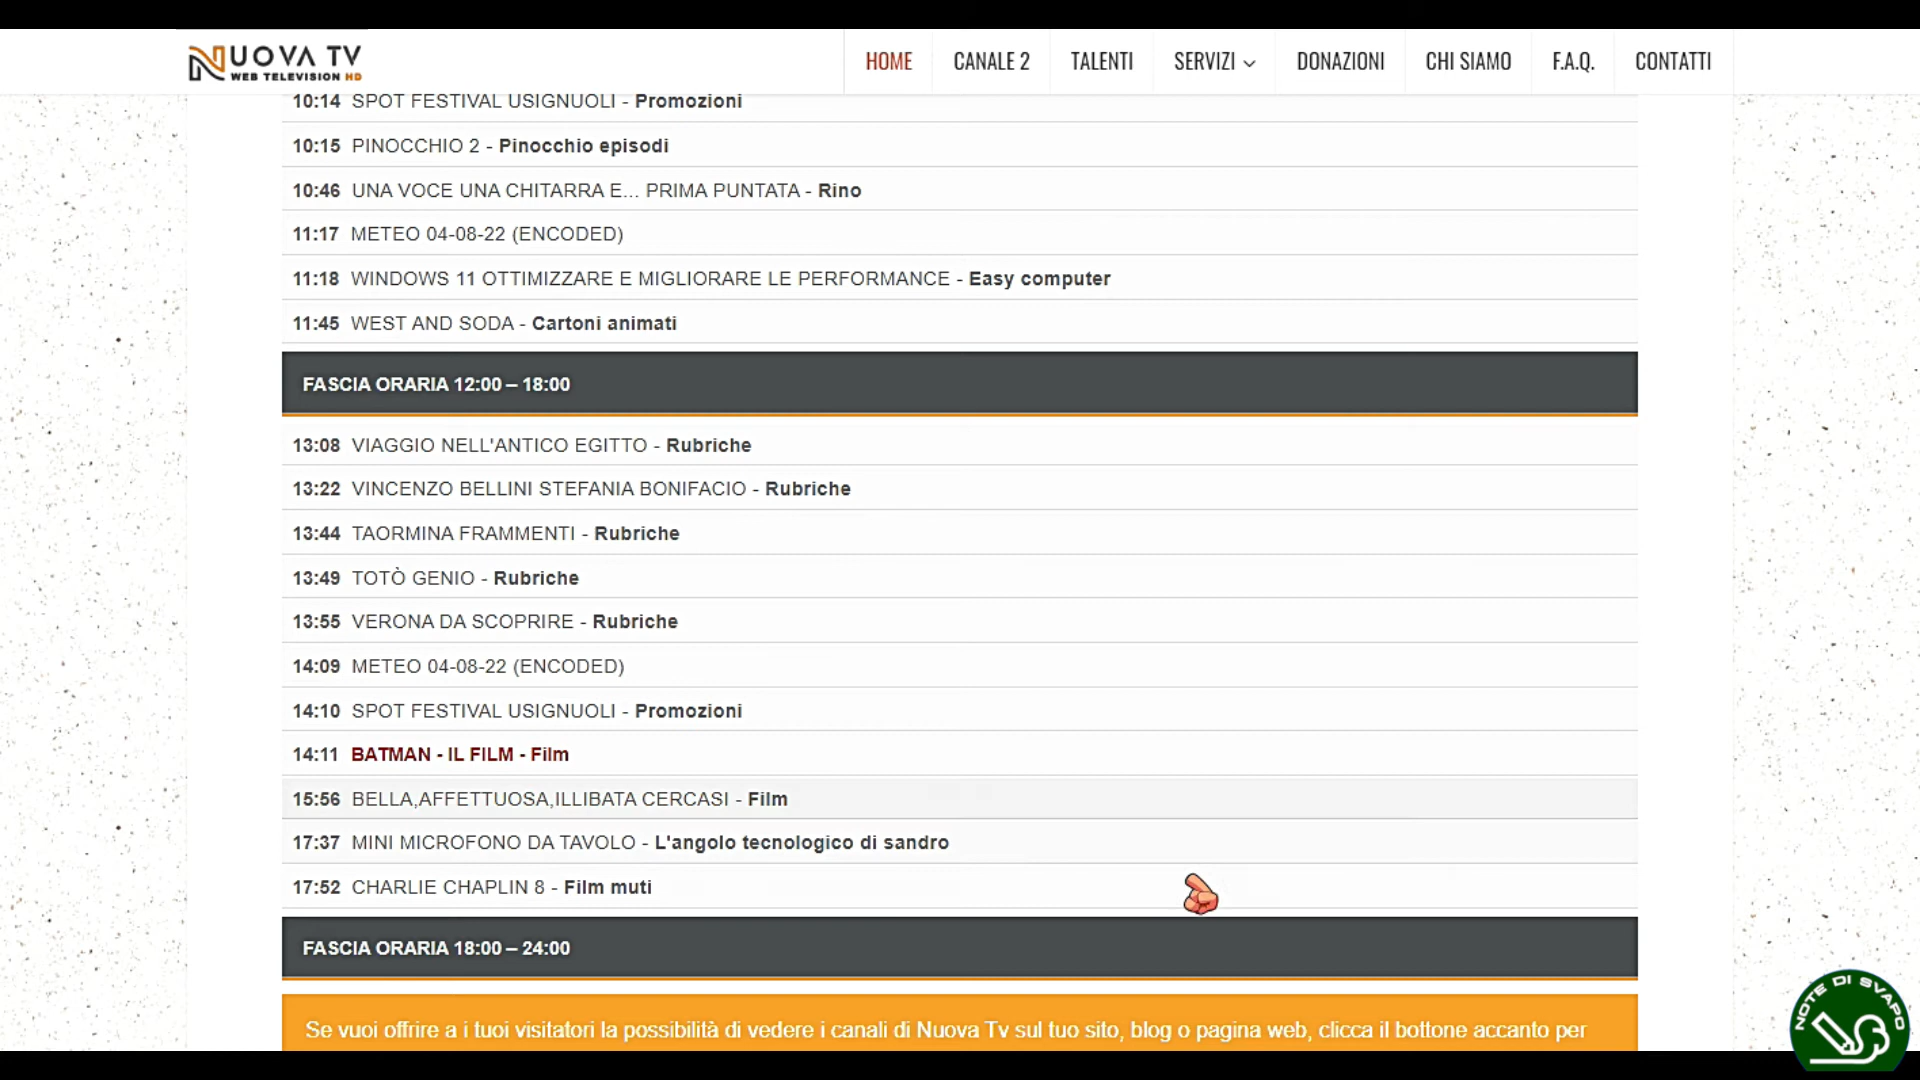 NUOVA TV
WEB TELEVISION HD
HOME
CANALE 2
TALENTI
SERVIZI
DONAZIONI
CHI SIAMO
F.A.Q.
CONTATTI
10:14 SPOT FESTIVAL USIGNUOLI - Promozioni
10:15 PINOCCHIO 2 - Pinocchio episodi
10:46 UNA VOCE UNA CHITARRA E... PRIMA PUNTATA - Rino
11:17 METEO 04-08-22 (ENCODED)
11:18 WINDOWS 11 OTTIMIZZARE E MIGLIORARE LE PERFORMANCE - Easy computer
11:45 WEST AND SODA - Cartoni animati
FASCIA ORARIA 12:00 – 18:00
13:08 VIAGGIO NELL'ANTICO EGITTO - Rubriche
13:22 VINCENZO BELLINI STEFANIA BONIFACIO - Rubriche
13:44 TAORMINA FRAMMENTI - Rubriche
13:49 TOTÒ GENIO - Rubriche
13:55 VERONA DA SCOPRIRE - Rubriche
14:09 METEO 04-08-22 (ENCODED)
14:10 SPOT FESTIVAL USIGNUOLI - Promozioni
14:11 BATMAN - IL FILM - Film
15:56 BELLA,AFFETTUOSA,ILLIBATA CERCASI - Film
17:37 MINI MICROFONO DA TAVOLO - L'angolo tecnologico di sandro
17:52 CHARLIE CHAPLIN 8 - Film muti
FASCIA ORARIA 18:00 – 24:00
Se vuoi offrire a i tuoi visitatori la possibilità di vedere i canali di Nuova Tv sul tuo sito, blog o pagina web, clicca il bottone accanto per
NOTE DI SVAPO